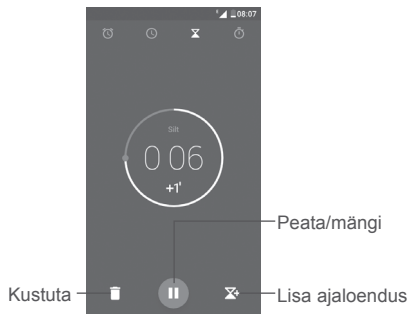 08:07
Silt
0 06
+1'
Peata/mängi
Kustuta
Lisa ajaloendus